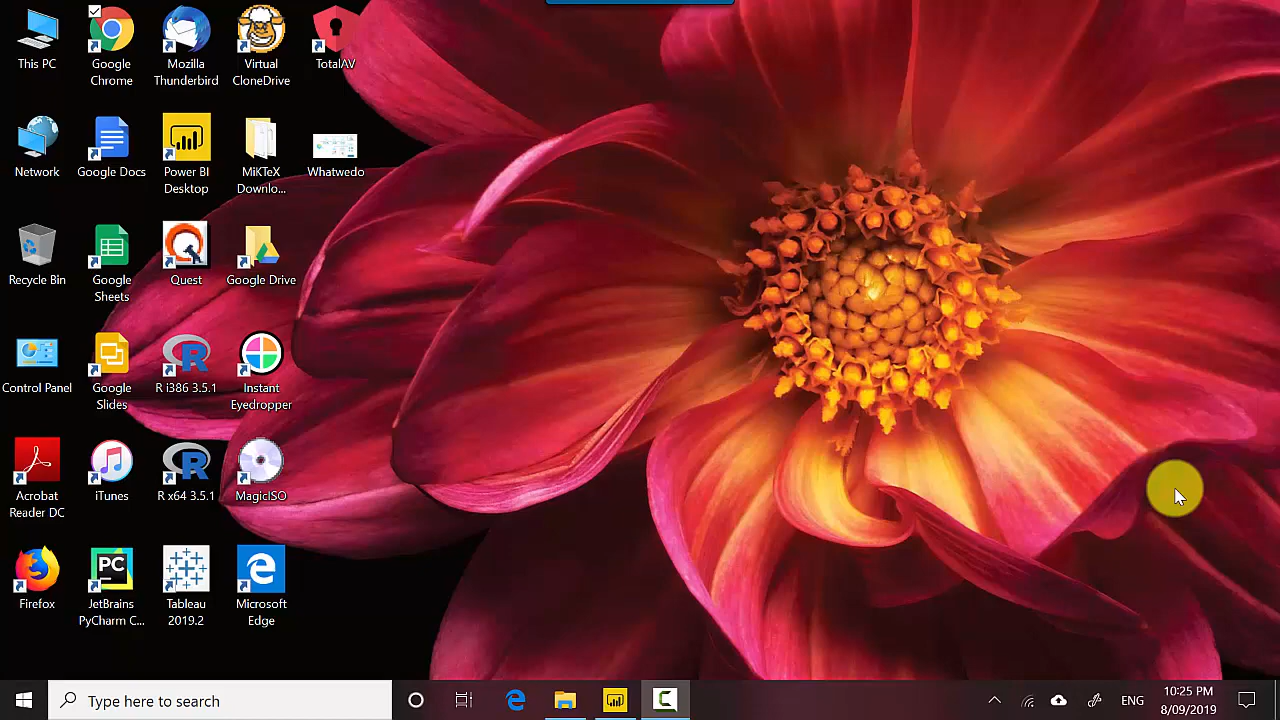 This PC
Google
Chrome
Mozilla
Thunderbird
Virtual
CloneDrive
TotalAV
Network
Google Docs
Power BI
Desktop
MiKTeX
Downlo...
Whatwedo
Recycle Bin
Google
Sheets
Quest
Google Drive
Control Panel
Google
Slides
R i386 3.5.1
Instant
Eyedropper
Acrobat
Reader DC
iTunes
R x64 3.5.1
MagicISO
PC
Firefox
JetBrains
PyCharm C...
Tableau
2019.2
Microsoft
Edge
Type here to search
ENG
10:25 PM
8/09/2019